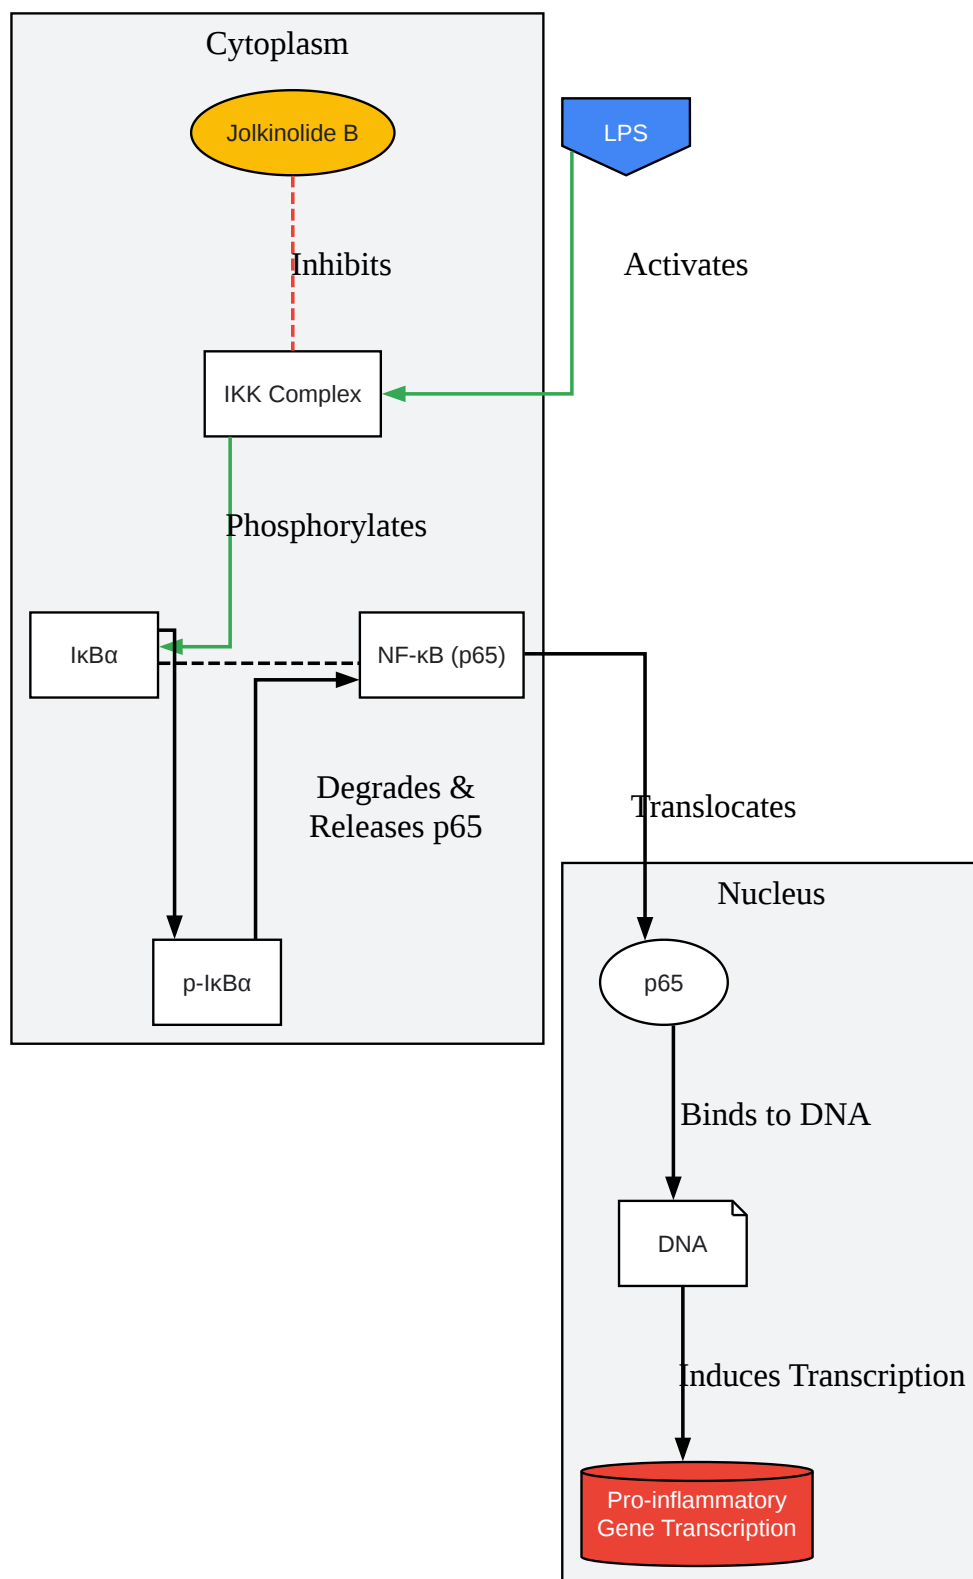 Cytoplasm
Jolkinolide B
LPS
Inhibits
Activates
IKK Complex
Phosphorylates
IκBα
NF-κB (p65)
Degrades &
Releases p65
Translocates
Nucleus
p-IκBα
p65
Binds to DNA
DNA
Induces Transcription
Pro-inflammatory
Gene Transcription